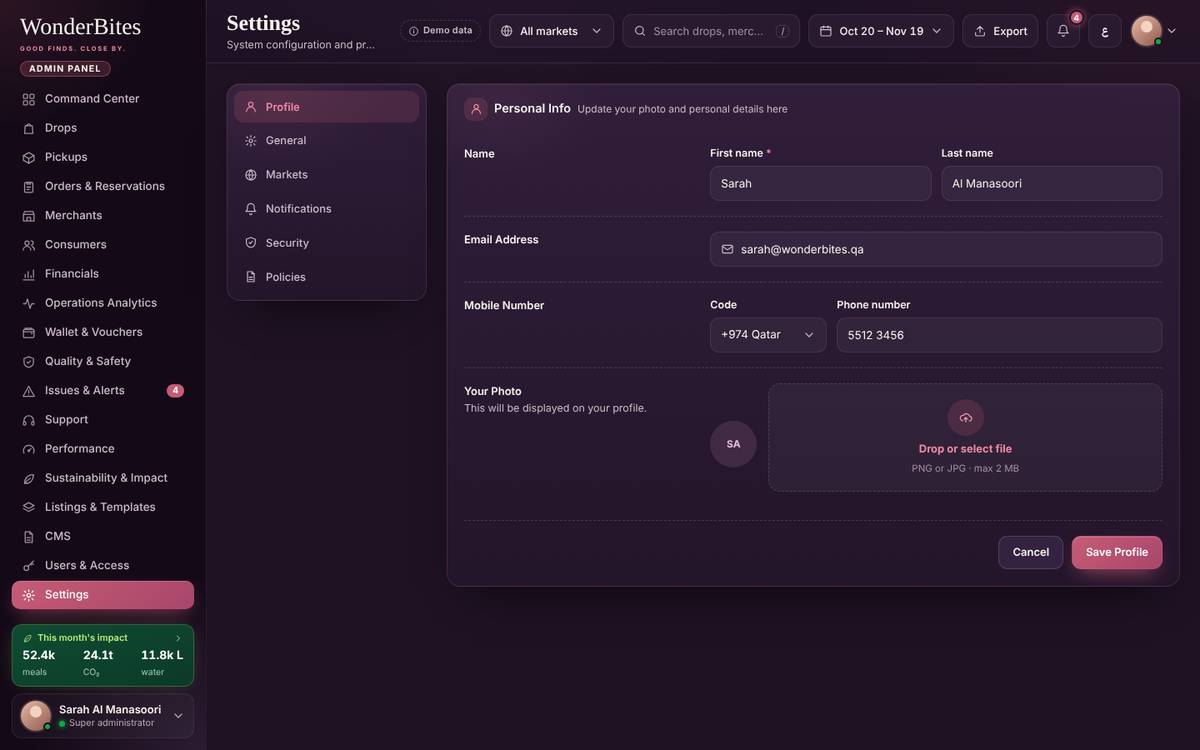 WonderBites
GOOD FINDS. CLOSE BY.
ADMIN PANEL
Command Center
Drops
Pickups
Orders & Reservations
Merchants
Consumers
Financials
Operations Analytics
Wallet & Vouchers
Quality & Safety
Issues & Alerts 4
Support
Performance
Sustainability & Impact
Listings & Templates
CMS
Users & Access
Settings
This month's impact
52.4k 24.1t 11.8k L
meals CO₂ water
Sarah Al Manasoori
Super administrator
Settings
System configuration and pr...
Demo data
All markets
Search drops, merc... /
Oct 20 – Nov 19
Export
4
ع
Profile
General
Markets
Notifications
Security
Policies
Personal Info Update your photo and personal details here
Name
First name * Last name
Sarah Al Manasoori
Email Address
sarah@wonderbites.qa
Mobile Number
Code Phone number
+974 Qatar 5512 3456
Your Photo
This will be displayed on your profile.
SA
Drop or select file
PNG or JPG · max 2 MB
Cancel Save Profile